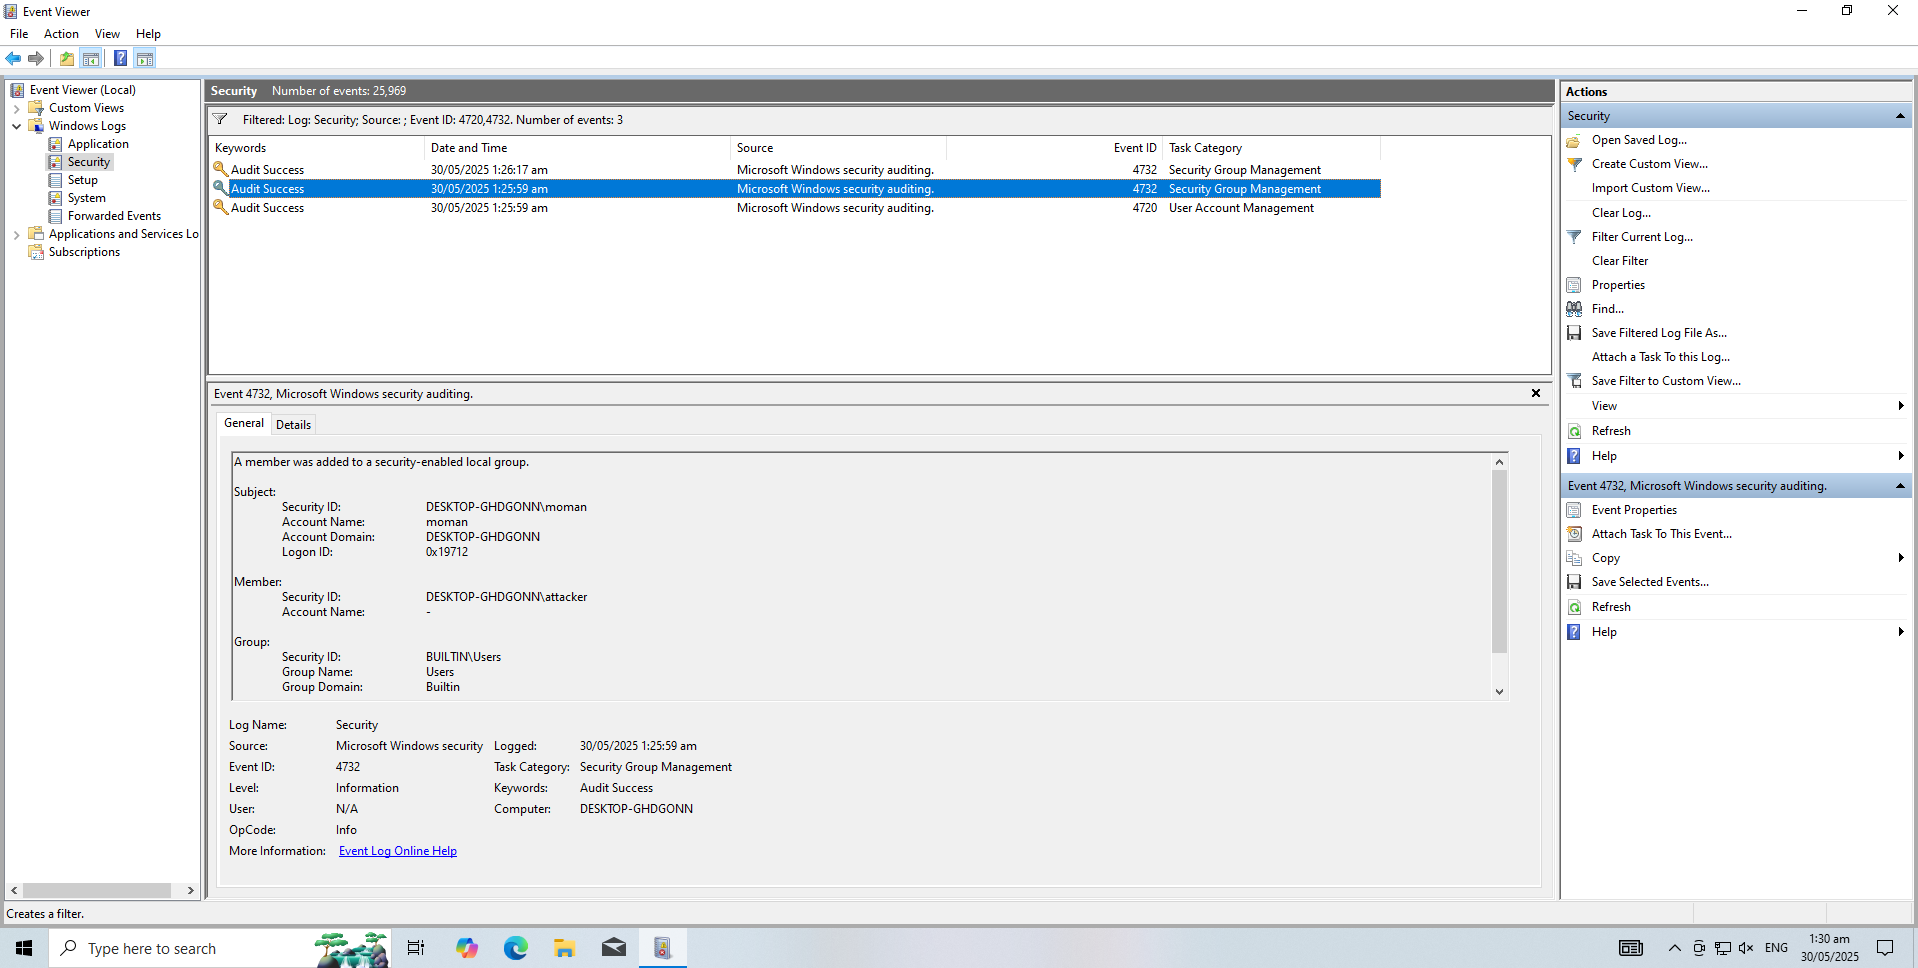 Event Viewer
File Action View Help
Event Viewer (Local)
Custom Views
Windows Logs
Application
Security
Setup
System
Forwarded Events
Applications and Services Lo
Subscriptions
Security Number of events: 25,969
Filtered: Log: Security; Source: ; Event ID: 4720,4732. Number of events: 3
Keywords Date and Time Source Event ID Task Category
Audit Success 30/05/2025 1:26:17 am Microsoft Windows security auditing. 4732 Security Group Management
Audit Success 30/05/2025 1:25:59 am Microsoft Windows security auditing. 4732 Security Group Management
Audit Success 30/05/2025 1:25:59 am Microsoft Windows security auditing. 4720 User Account Management
Event 4732, Microsoft Windows security auditing.
General Details
A member was added to a security-enabled local group.
Subject:
Security ID: DESKTOP-GHDGONN\moman
Account Name: moman
Account Domain: DESKTOP-GHDGONN
Logon ID: 0x19712
Member:
Security ID: DESKTOP-GHDGONN\attacker
Account Name: -
Group:
Security ID: BUILTIN\Users
Group Name: Users
Group Domain: Builtin
Log Name: Security
Source: Microsoft Windows security Logged: 30/05/2025 1:25:59 am
Event ID: 4732 Task Category: Security Group Management
Level: Information Keywords: Audit Success
User: N/A Computer: DESKTOP-GHDGONN
OpCode: Info
More Information: Event Log Online Help
Actions
Security
Open Saved Log...
Create Custom View...
Import Custom View...
Clear Log...
Filter Current Log...
Clear Filter
Properties
Find...
Save Filtered Log File As...
Attach a Task To this Log...
Save Filter to Custom View...
View
Refresh
Help
Event 4732, Microsoft Windows security auditing.
Event Properties
Attach Task To This Event...
Copy
Save Selected Events...
Refresh
Help
Creates a filter.
Type here to search
ENG
1:30 am
30/05/2025